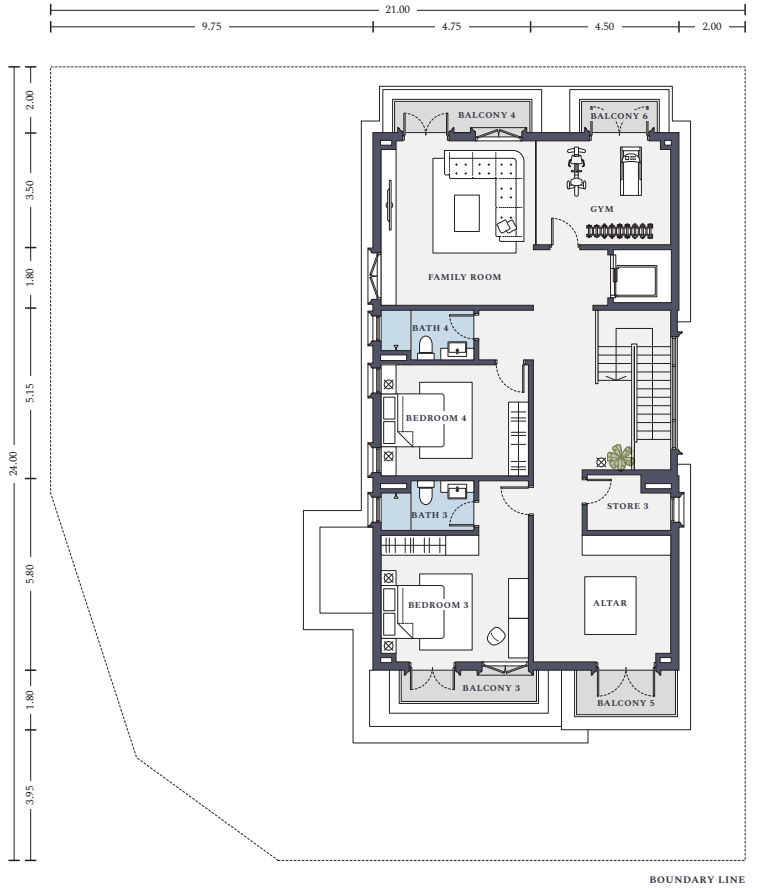 21.00
9.75
4.75
4.50
2.00
2.00
BALCONY 4
BALCONY 6
3.50
GYM
1.80
FAMILY ROOM
BATH 4
5.15
BEDROOM 4
24.00
STORE 3
BATH 3
5.80
BEDROOM 3
ALTAR
1.80
BALCONY 3
BALCONY 5
3.95
BOUNDARY LINE